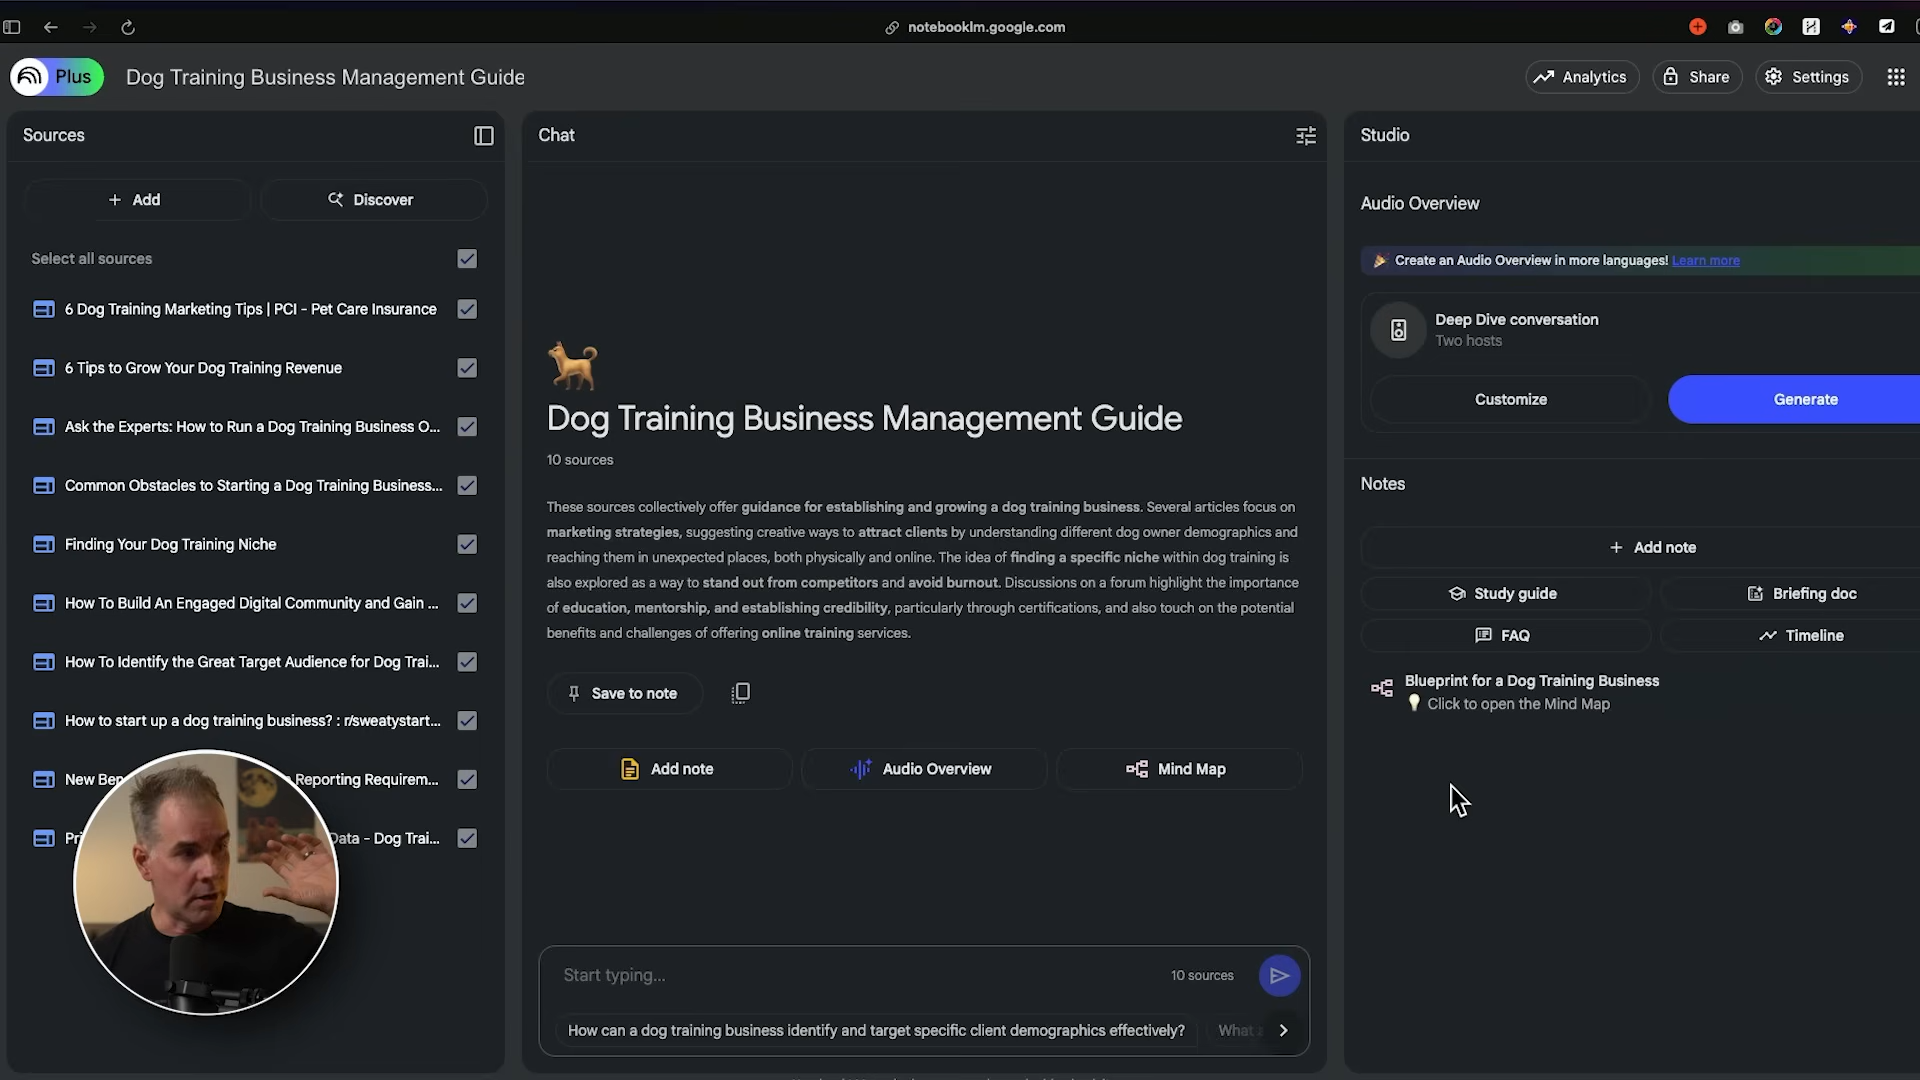 notebooklm.google.com
Plus
Dog Training Business Management Guide
Analytics
Share
Settings
Sources
+ Add
Discover
Select all sources
6 Dog Training Marketing Tips | PCI - Pet Care Insurance
6 Tips to Grow Your Dog Training Revenue
Ask the Experts: How to Run a Dog Training Business O...
Common Obstacles to Starting a Dog Training Business...
Finding Your Dog Training Niche
How To Build An Engaged Digital Community and Gain ...
How To Identify the Great Target Audience for Dog Trai...
How to start up a dog training business? : r/sweatystart...
New Reporting Requirem...
Data - Dog Trai...
Chat
Dog Training Business Management Guide
10 sources
These sources collectively offer guidance for establishing and growing a dog training business. Several articles focus on
marketing strategies, suggesting creative ways to attract clients by understanding different dog owner demographics and
reaching them in unexpected places, both physically and online. The idea of finding a specific niche within dog training is
also explored as a way to stand out from competitors and avoid burnout. Discussions on a forum highlight the importance
of education, mentorship, and establishing credibility, particularly through certifications, and also touch on the potential
benefits and challenges of offering online training services.
Save to note
Add note
Audio Overview
Mind Map
Start typing...
10 sources
How can a dog training business identify and target specific client demographics effectively?
What
Studio
Audio Overview
Create an Audio Overview in more languages! Learn more
Deep Dive conversation
Two hosts
Customize
Generate
Notes
+ Add note
Study guide
Briefing doc
FAQ
Timeline
Blueprint for a Dog Training Business
Click to open the Mind Map